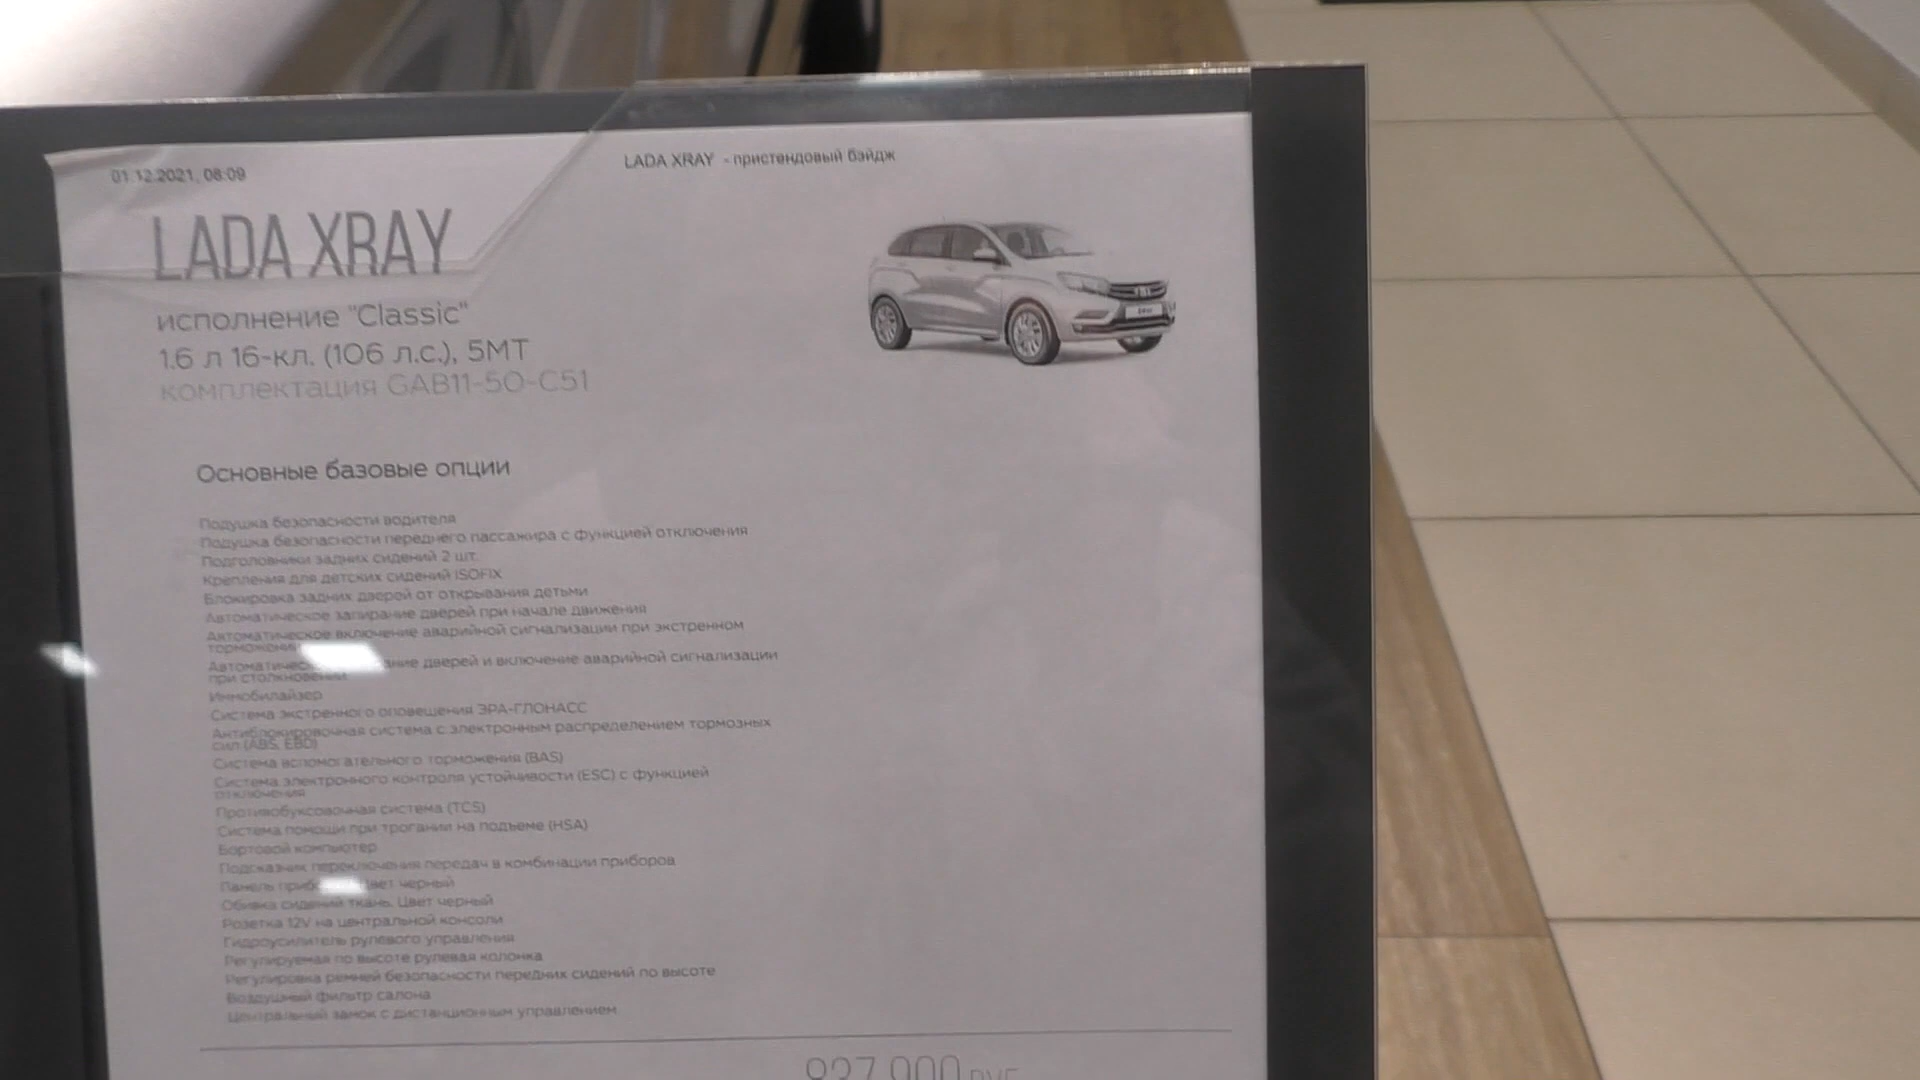 01.12.2021, 08:09
LADA XRAY - пристендовый бэйдж
LADA XRAY
исполнение "Classic"
1.6 л 16-кл. (106 л.с.), 5МТ
комплектация GAB11-50-C51
Основные базовые опции
Подушка безопасности водителя
Подушка безопасности переднего пассажира с функцией отключения
Подголовники задних сидений 2 шт.
Крепления для детских сидений ISOFIX
Блокировка задних дверей от открывания детьми
Автоматическое запирание дверей при начале движения
Автоматическое включение аварийной сигнализации при экстренном
торможении
дверей и включение аварийной сигнализации
при столкновении
Иммобилайзер
Система экстренного оповещения ЭРА-ГЛОНАСС
Антиблокировочная система с электронным распределением тормозных
сил (ABS, EBD)
Система вспомогательного торможения (BAS)
Система электронного контроля устойчивости (ESC) с функцией
отключения
Противобуксовочная система (TCS)
Система помощи при трогании на подъеме (HSA)
Бортовой компьютер
Подсказчик переключения передач в комбинации приборов
Панель черный
Обивка сидений ткань. Цвет черный
Розетка 12V на центральной консоли
Гидроусилитель рулевого управления
Регулируемая по высоте рулевая колонка
Регулировка ремней безопасности передних сидений по высоте
Воздушный фильтр салона
Центральный замок с дистанционным управлением